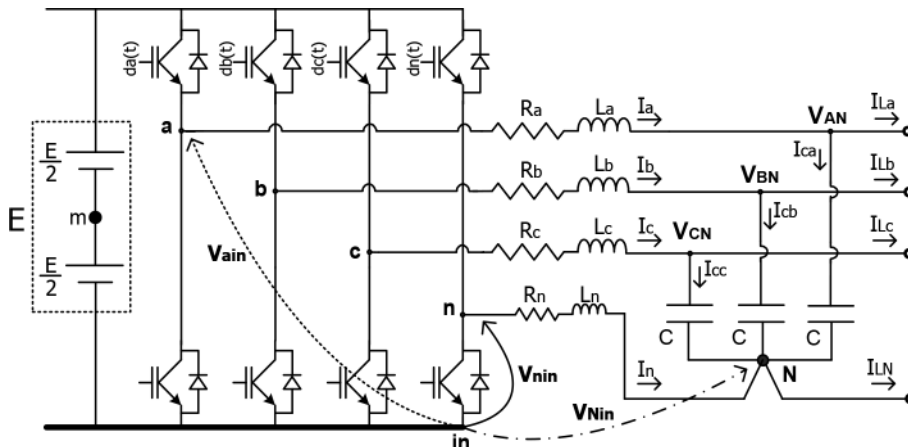 da(t)
db(t)
dc(t)
dn(t)
Ra
La
Ia
VAN
ILa
Ica
a
E/2
m
E
E/2
b
Rb
Lb
Ib
VBN
ILb
Icb
Vain
c
Rc
Lc
Ic
VCN
ILc
Icc
n
Rn
Ln
C
C
C
Vnin
In
N
ILN
VNin
in